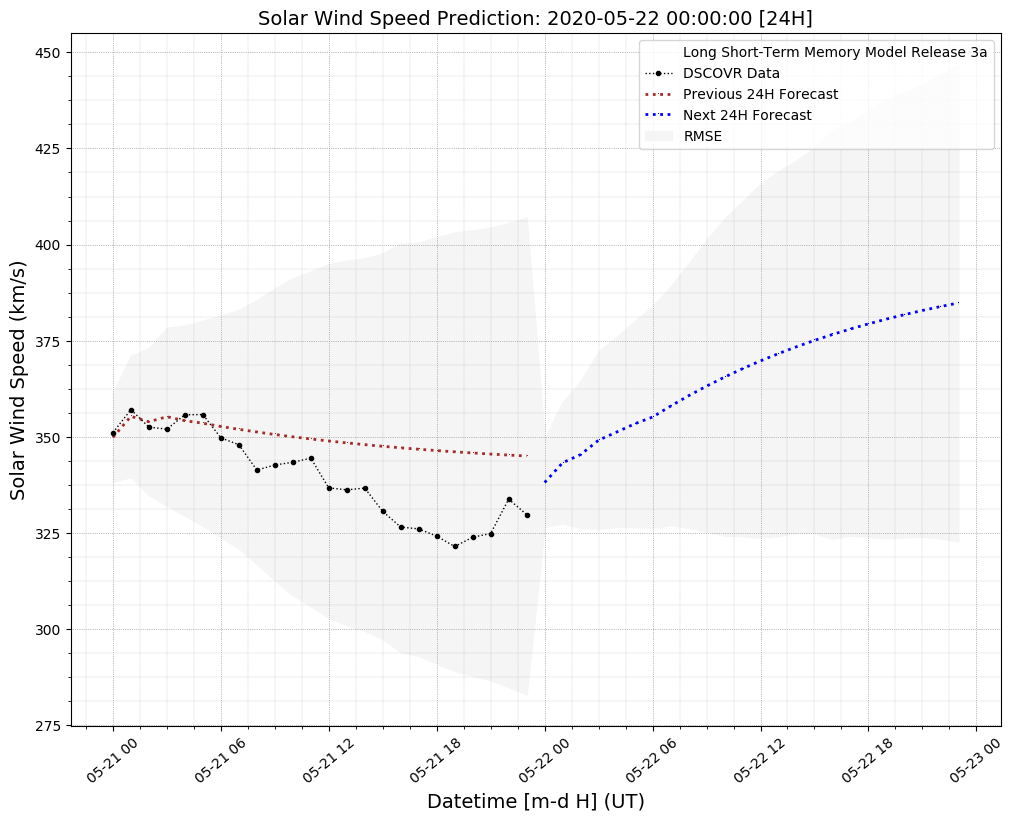 Solar Wind Speed Prediction: 2020-05-22 00:00:00 [24H]
Long Short-Term Memory Model Release 3a
DSCOVR Data
Previous 24H Forecast
Next 24H Forecast
RMSE
Solar Wind Speed (km/s)
450
425
400
375
350
325
300
275
05-21 00
05-21 06
05-21 12
05-21 18
05-22 00
05-22 06
05-22 12
05-22 18
05-23 00
Datetime [m-d H] (UT)